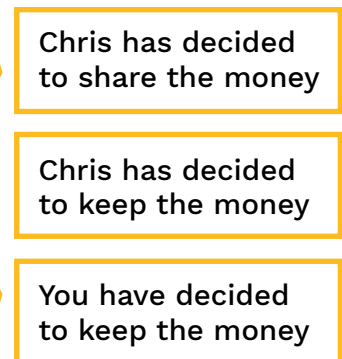 Chris has decided
to share the money
Chris has decided
to keep the money
You have decided
to keep the money